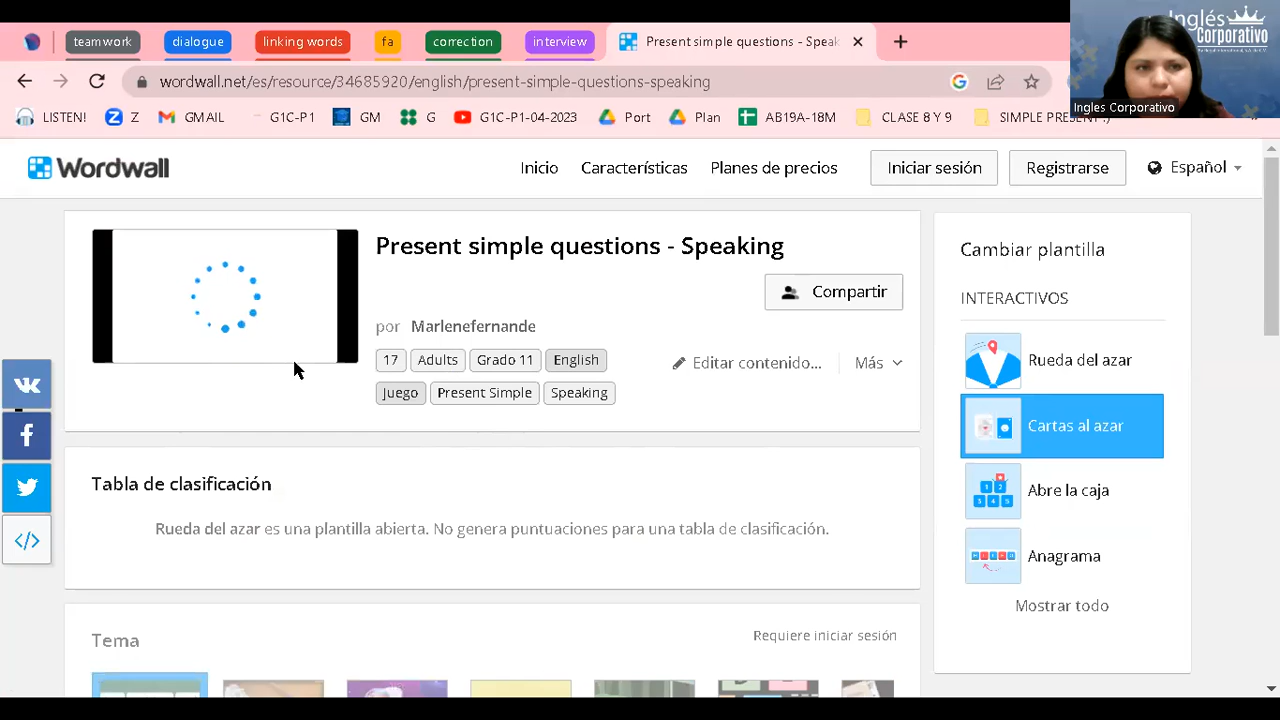 teamwork
dialogue
linking words
fa
correction
interview
Present simple questions - Speak
wordwall.net/es/resource/34685920/english/present-simple-questions-speaking
LISTEN!
Z
GMAIL
G1C-P1
GM
G
G1C-P1-04-2023
Port
Plan
AB19A-18M
CLASE 8 Y 9
SIMPLE PRESENT :)
Inglés
Corporativo
Ingles Corporativo
Wordwall
Inicio
Características
Planes de precios
Iniciar sesión
Registrarse
Español
Present simple questions - Speaking
Compartir
por Marlenefernande
17
Adults
Grado 11
English
Editar contenido...
Más
Juego
Present Simple
Speaking
Tabla de clasificación
Rueda del azar es una plantilla abierta. No genera puntuaciones para una tabla de clasificación.
Tema
Requiere iniciar sesión
Cambiar plantilla
INTERACTIVOS
Rueda del azar
Cartas al azar
Abre la caja
Anagrama
Mostrar todo